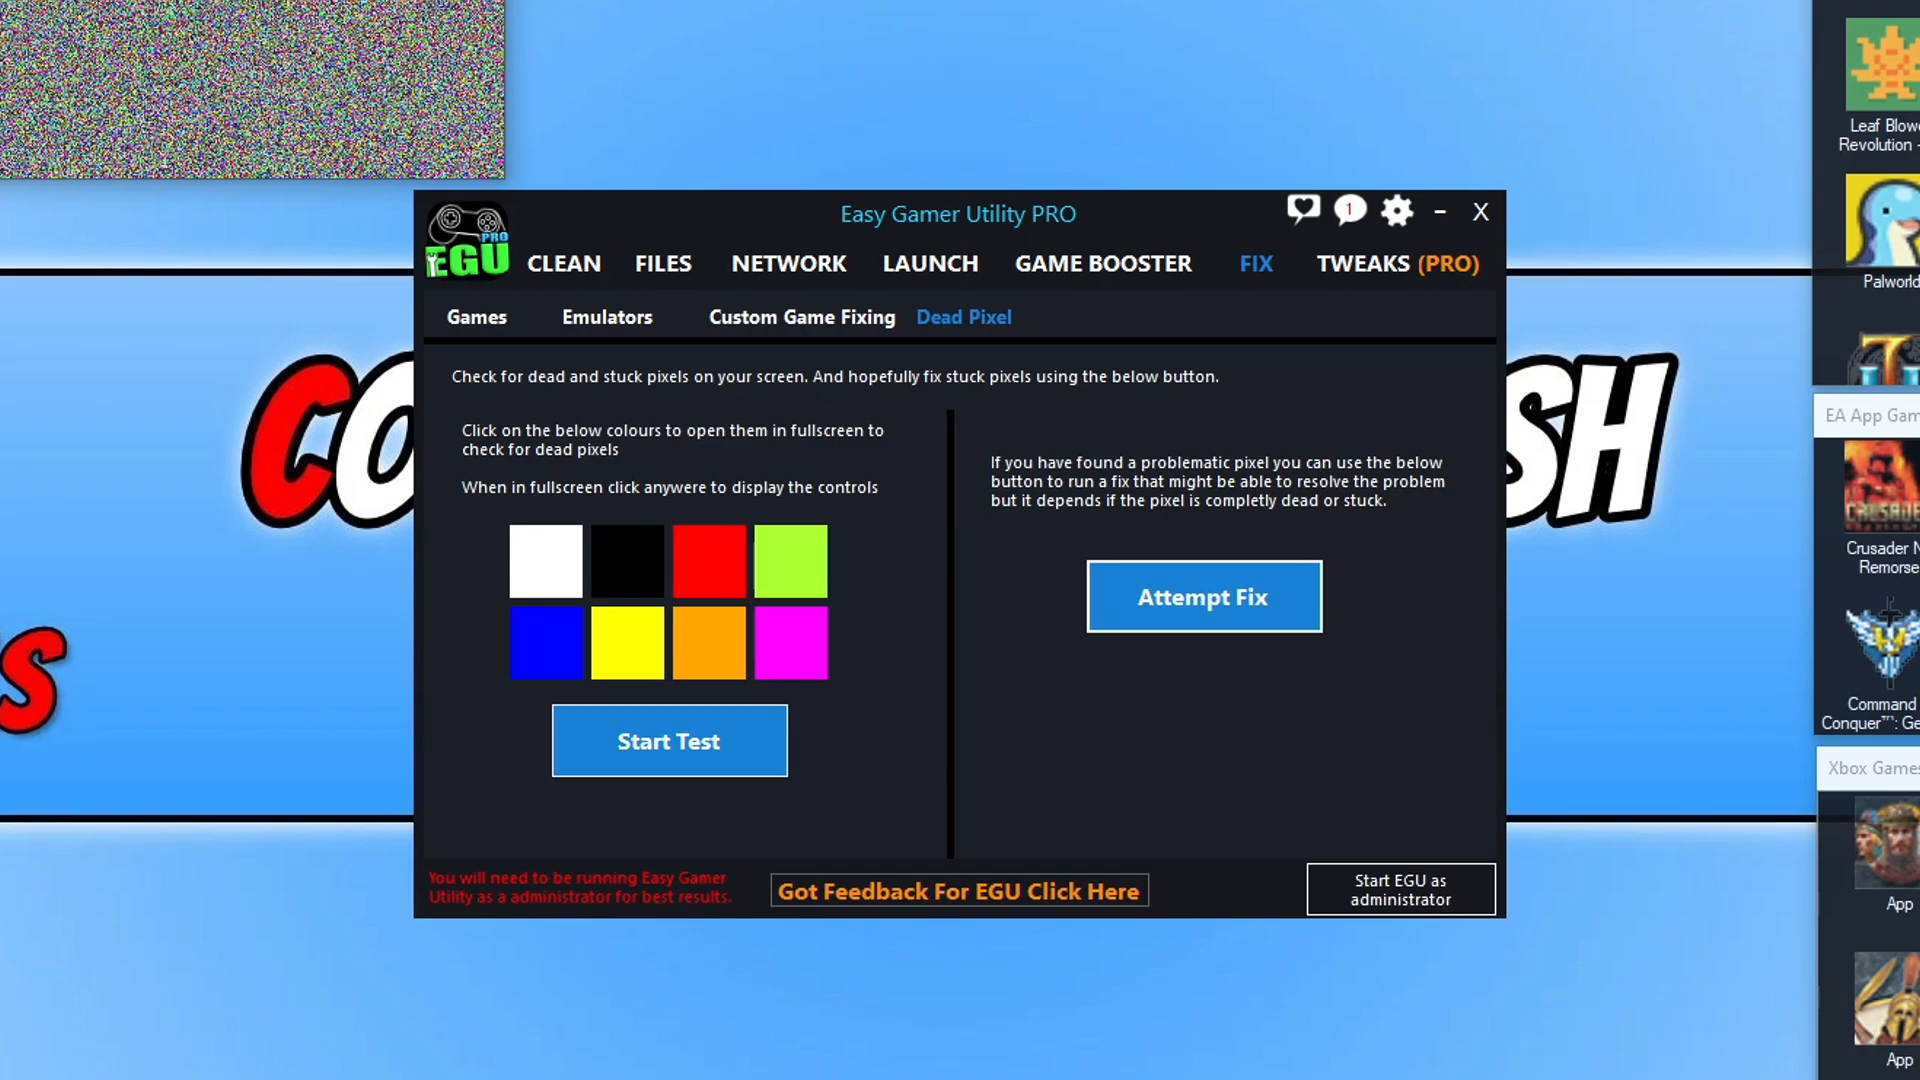 Easy Gamer Utility PRO
1
X
PRO
EGU
CLEAN FILES NETWORK LAUNCH GAME BOOSTER FIX TWEAKS (PRO)
Games Emulators Custom Game Fixing Dead Pixel
Check for dead and stuck pixels on your screen. And hopefully fix stuck pixels using the below button.
Click on the below colours to open them in fullscreen to
check for dead pixels
When in fullscreen click anywere to display the controls
Start Test
If you have found a problematic pixel you can use the below
button to run a fix that might be able to resolve the problem
but it depends if the pixel is completly dead or stuck.
Attempt Fix
You will need to be running Easy Gamer
Utility as a administrator for best results.
Got Feedback For EGU Click Here
Start EGU as
administrator
CO
SH
S
Leaf Blowe
Revolution -
Palworld
EA App Gam
CRUSADE
Crusader N
Remorse
Command
Conquer™: Ge
Xbox Games
App
App